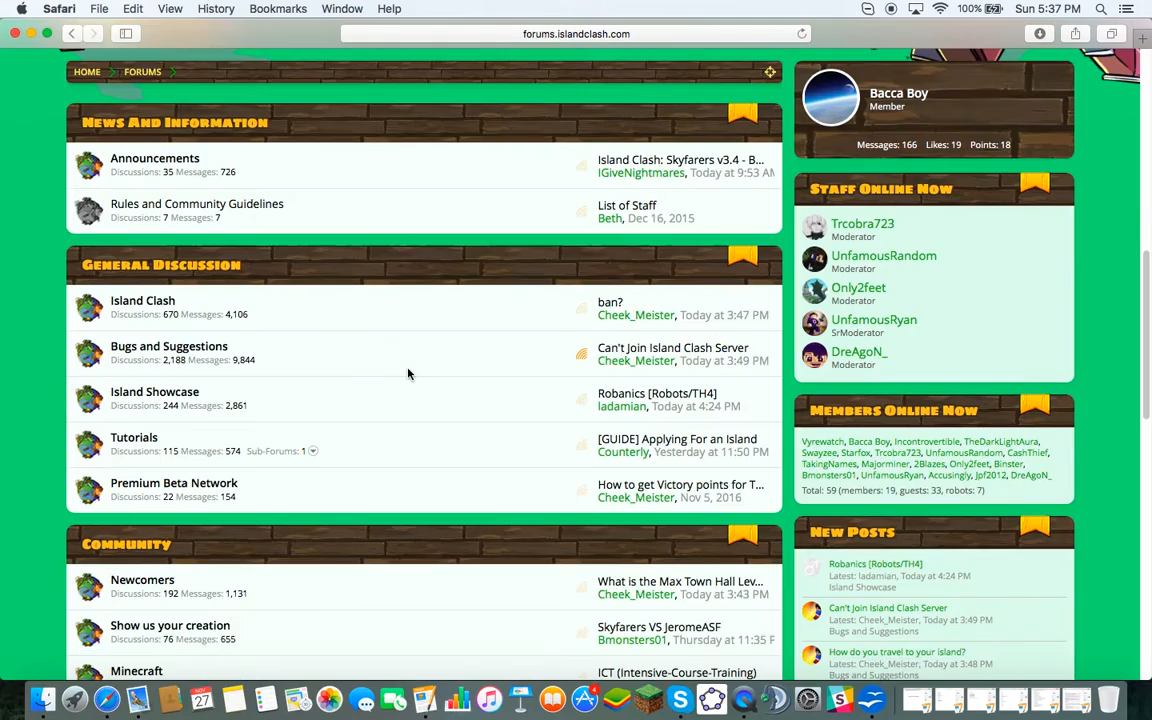 Safari File Edit View History Bookmarks Window Help 100% Sun 5:37 PM
forums.islandclash.com
HOME FORUMS
News And Information
Announcements
Discussions: 35 Messages: 726
Island Clash: Skyfarers v3.4 - B...
IGiveNightmares, Today at 9:53 AM
Rules and Community Guidelines
Discussions: 7 Messages: 7
List of Staff
Beth, Dec 16, 2015
General Discussion
Island Clash
Discussions: 670 Messages: 4,106
ban?
Cheek_Meister, Today at 3:47 PM
Bugs and Suggestions
Discussions: 2,188 Messages: 9,844
Can't Join Island Clash Server
Cheek_Meister, Today at 3:49 PM
Island Showcase
Discussions: 244 Messages: 2,861
Robanics [Robots/TH4]
ladamian, Today at 4:24 PM
Tutorials
Discussions: 115 Messages: 574 Sub-Forums: 1
[GUIDE] Applying For an Island
Counterly, Yesterday at 11:50 PM
Premium Beta Network
Discussions: 22 Messages: 154
How to get Victory points for T...
Cheek_Meister, Nov 5, 2016
Community
Newcomers
Discussions: 192 Messages: 1,131
What is the Max Town Hall Lev...
Cheek_Meister, Today at 3:43 PM
Show us your creation
Discussions: 76 Messages: 655
Skyfarers VS JeromeASF
Bmonsters01, Thursday at 11:35 P
Minecraft
ICT (Intensive-Course-Training)
Bacca Boy
Member
Messages: 166 Likes: 19 Points: 18
Staff Online Now
Trcobra723
Moderator
UnfamousRandom
Moderator
Only2feet
Moderator
UnfamousRyan
SrModerator
DreAgoN_
Moderator
Members Online Now
Vyrewatch, Bacca Boy, Incontrovertible, TheDarkLightAura,
Swayzee, Starfox, Trcobra723, UnfamousRandom, CashThief,
TakingNames, Majorminer, 2Blazes, Only2feet, Binster,
Bmonsters01, UnfamousRyan, Accusingly, Jpf2012, DreAgoN_
Total: 59 (members: 19, guests: 33, robots: 7)
New Posts
Robanics [Robots/TH4]
Latest: ladamian, Today at 4:24 PM
Island Showcase
Can't Join Island Clash Server
Latest: Cheek_Meister, Today at 3:49 PM
Bugs and Suggestions
How do you travel to your island?
Latest: Cheek_Meister, Today at 3:48 PM
Bugs and Suggestions
NOV
27
4